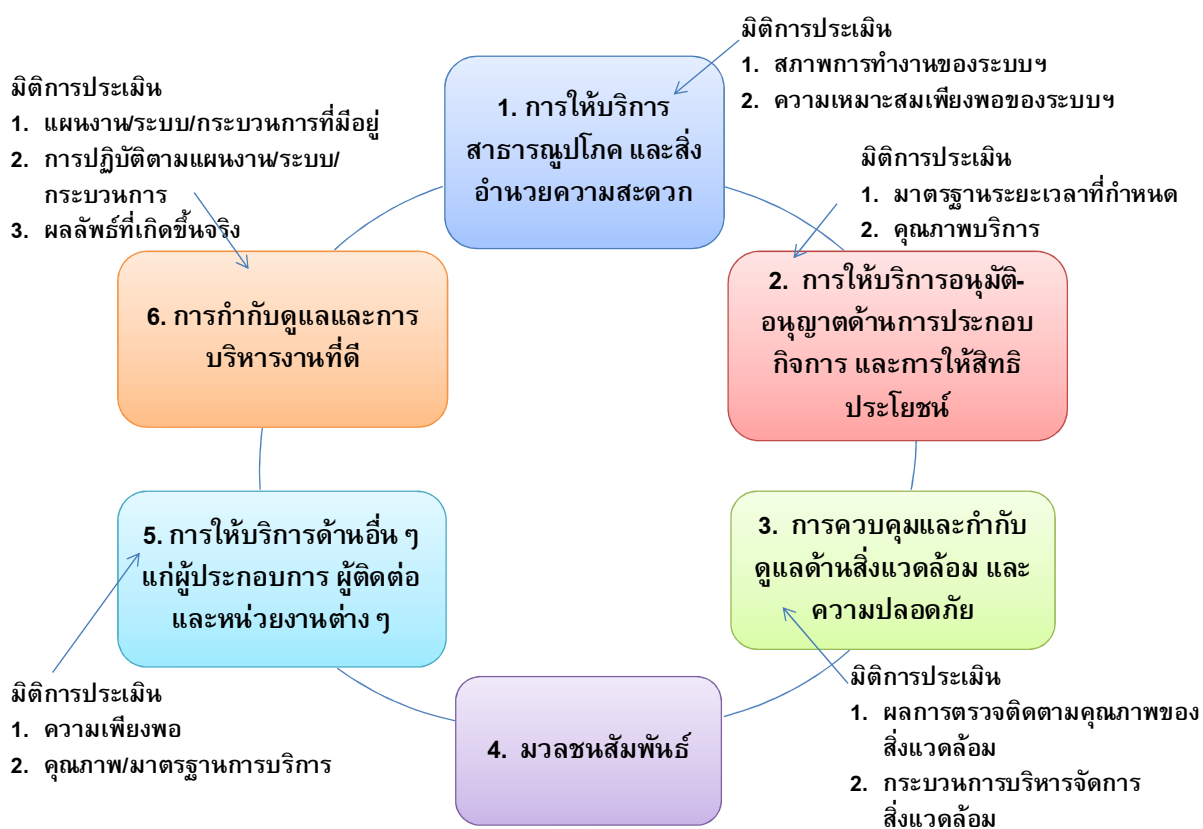 มิติการประเมิน
1. สภาพการทำงานของระบบฯ
2. ความเหมาะสมเพียงพอของระบบฯ
1. การให้บริการ
สาธารณูปโภค และสิ่ง
อำนวยความสะดวก
มิติการประเมิน
1. มาตรฐานระยะเวลาที่กำหนด
2. คุณภาพบริการ
2. การให้บริการอนุมัติ-
อนุญาตด้านการประกอบ
กิจการ และการให้สิทธิ
ประโยชน์
3. การควบคุมและกำกับ
ดูแลด้านสิ่งแวดล้อม และ
ความปลอดภัย
มิติการประเมิน
1. ผลการตรวจติดตามคุณภาพของ
สิ่งแวดล้อม
2. กระบวนการบริหารจัดการ
สิ่งแวดล้อม
4. มวลชนสัมพันธ์
5. การให้บริการด้านอื่น ๆ
แก่ผู้ประกอบการ ผู้ติดต่อ
และหน่วยงานต่าง ๆ
มิติการประเมิน
1. ความเพียงพอ
2. คุณภาพ/มาตรฐานการบริการ
6. การกำกับดูแลและการ
บริหารงานที่ดี
มิติการประเมิน
1. แผนงาน/ระบบ/กระบวนการที่มีอยู่
2. การปฏิบัติตามแผนงาน/ระบบ/
กระบวนการ
3. ผลลัพธ์ที่เกิดขึ้นจริง